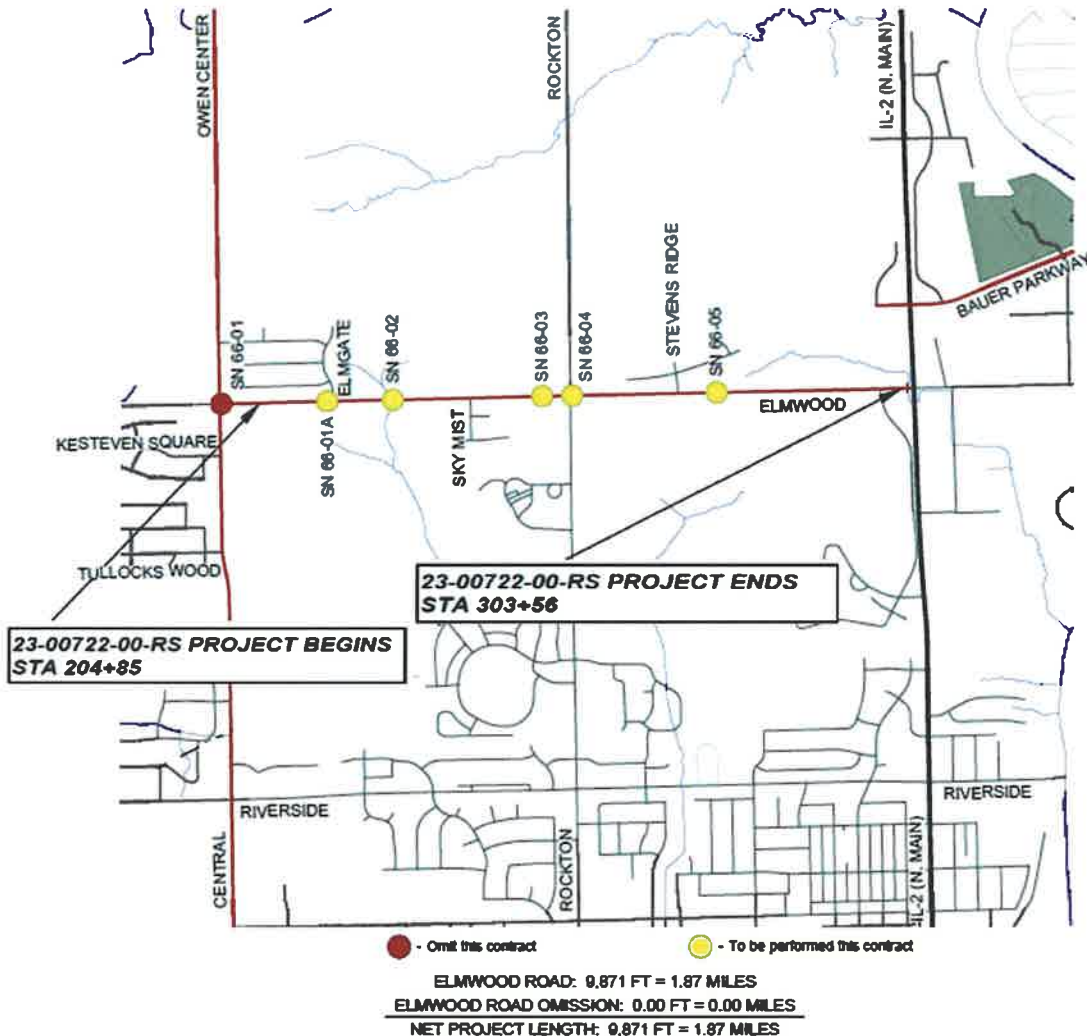 OWEN CENTER
ROCKTON
IL-2 (N. MAIN)
BAUER PARKWAY
SN 66-01
ELMGATE
SN 66-02
SN 66-03
SN 66-04
STEVENS RIDGE
SN 66-05
ELMWOOD
KESTEVEN SQUARE
SN 66-01A
SKY MIST
TULLOCKS WOOD
23-00722-00-RS PROJECT ENDS
STA 303+56
23-00722-00-RS PROJECT BEGINS
STA 204+85
RIVERSIDE
RIVERSIDE
CENTRAL
ROCKTON
IL-2 (N. MAIN)
- Omit this contract
- To be performed this contract
ELMWOOD ROAD: 9,871 FT = 1.87 MILES
ELMWOOD ROAD OMISSION: 0.00 FT = 0.00 MILES
NET PROJECT LENGTH: 9,871 FT = 1.87 MILES